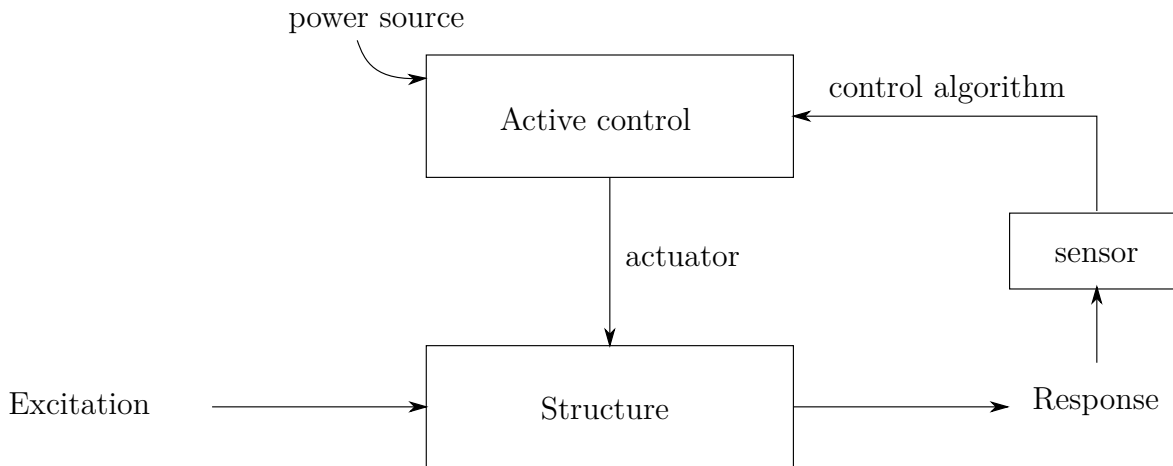 power source
control algorithm
Active control
sensor
actuator
Excitation
Structure
Response